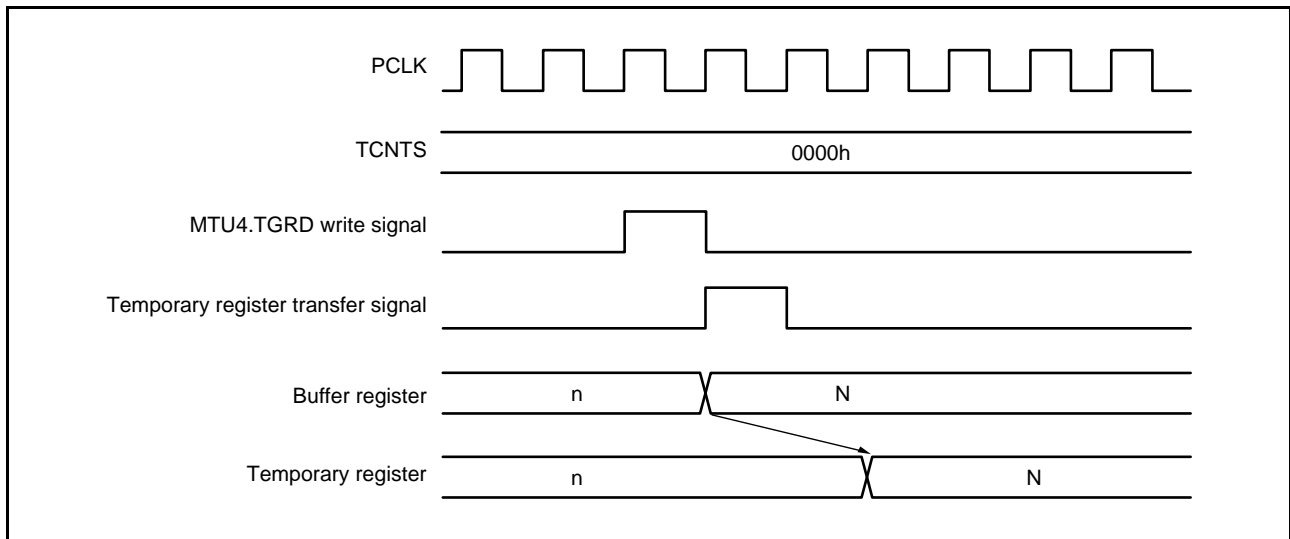 PCLK
TCNTS
0000h
MTU4.TGRD write signal
Temporary register transfer signal
Buffer register
n
N
Temporary register
n
N